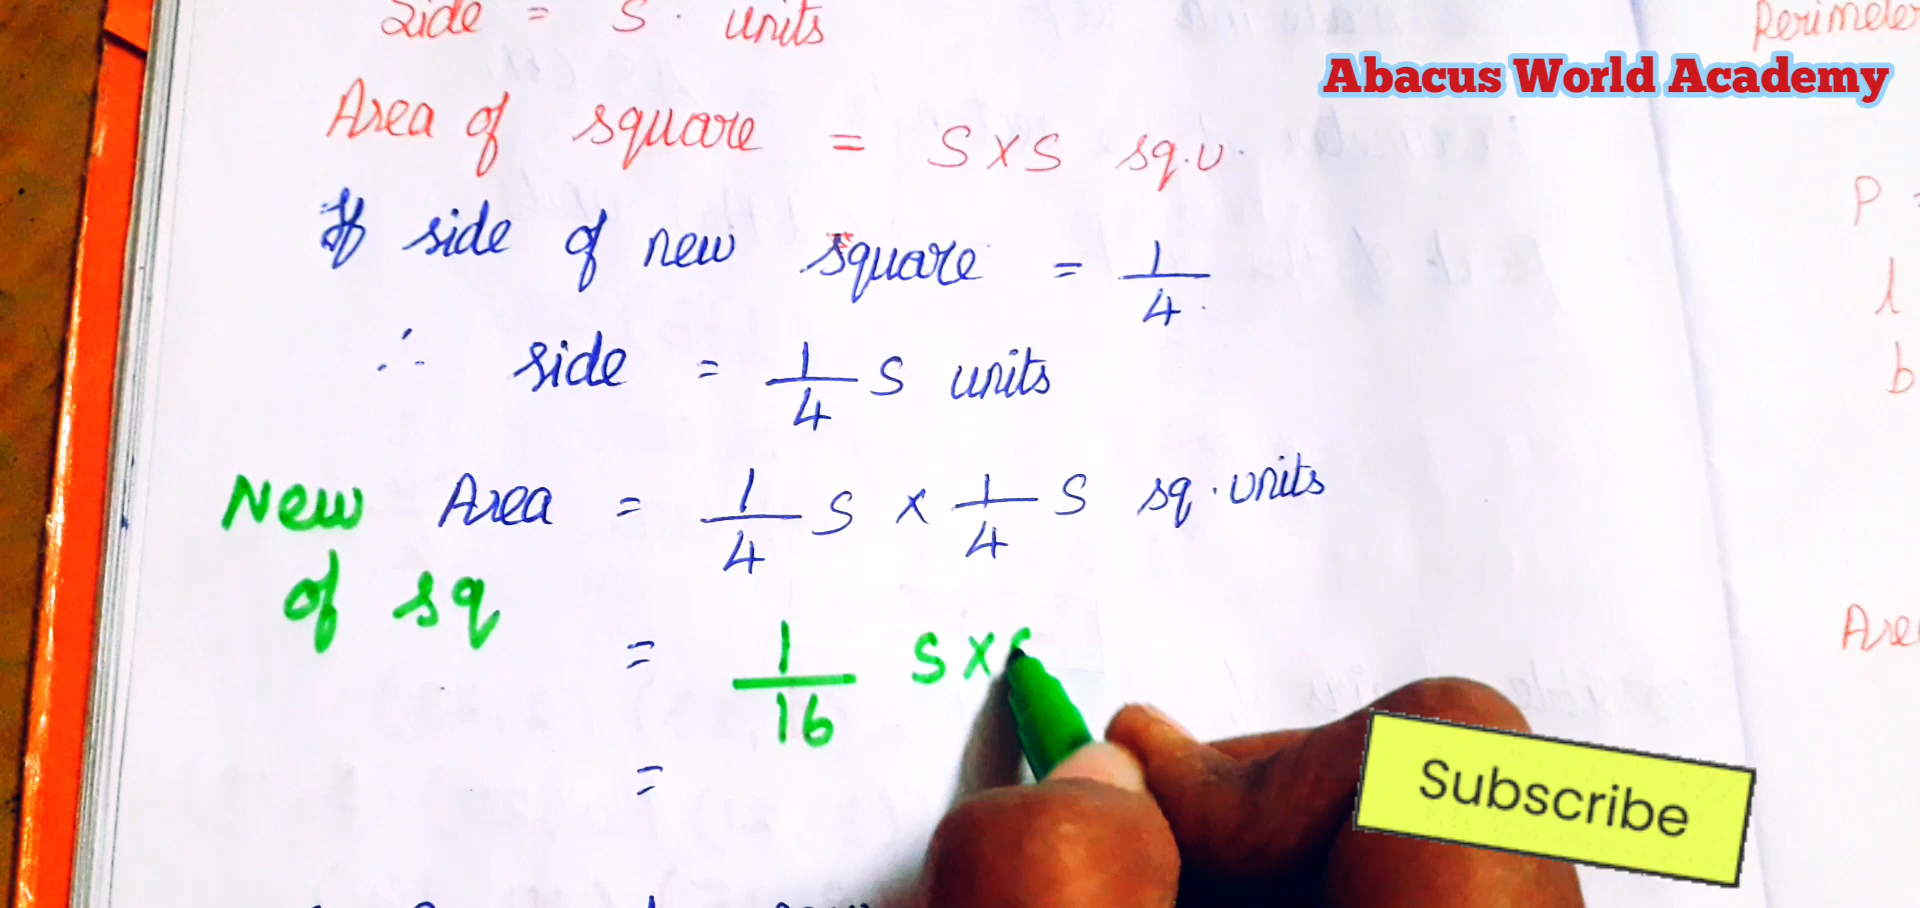 Side = S. units
Abacus World Academy
Perimeter
Area of square = S×S sq.u.
If side of new square = 1/4
∴ side = 1/4 S units
New Area = 1/4 S × 1/4 S sq.units
of sq
= 1/16 S×S
=
P =
l
b
Area
Subscribe